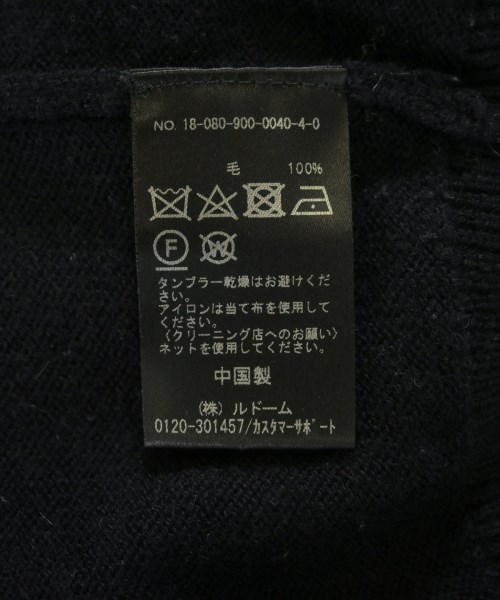 NO. 18-080-900-0040-4-0
毛 100%
F W
タンブラー乾燥はお避けくだ
さい。
アイロンは当て布を使用して
ください。
〈クリーニング店へのお願い〉
ネットを使用してください。
中国製
(株) ルドーム
0120-301457/カスタマーサポート